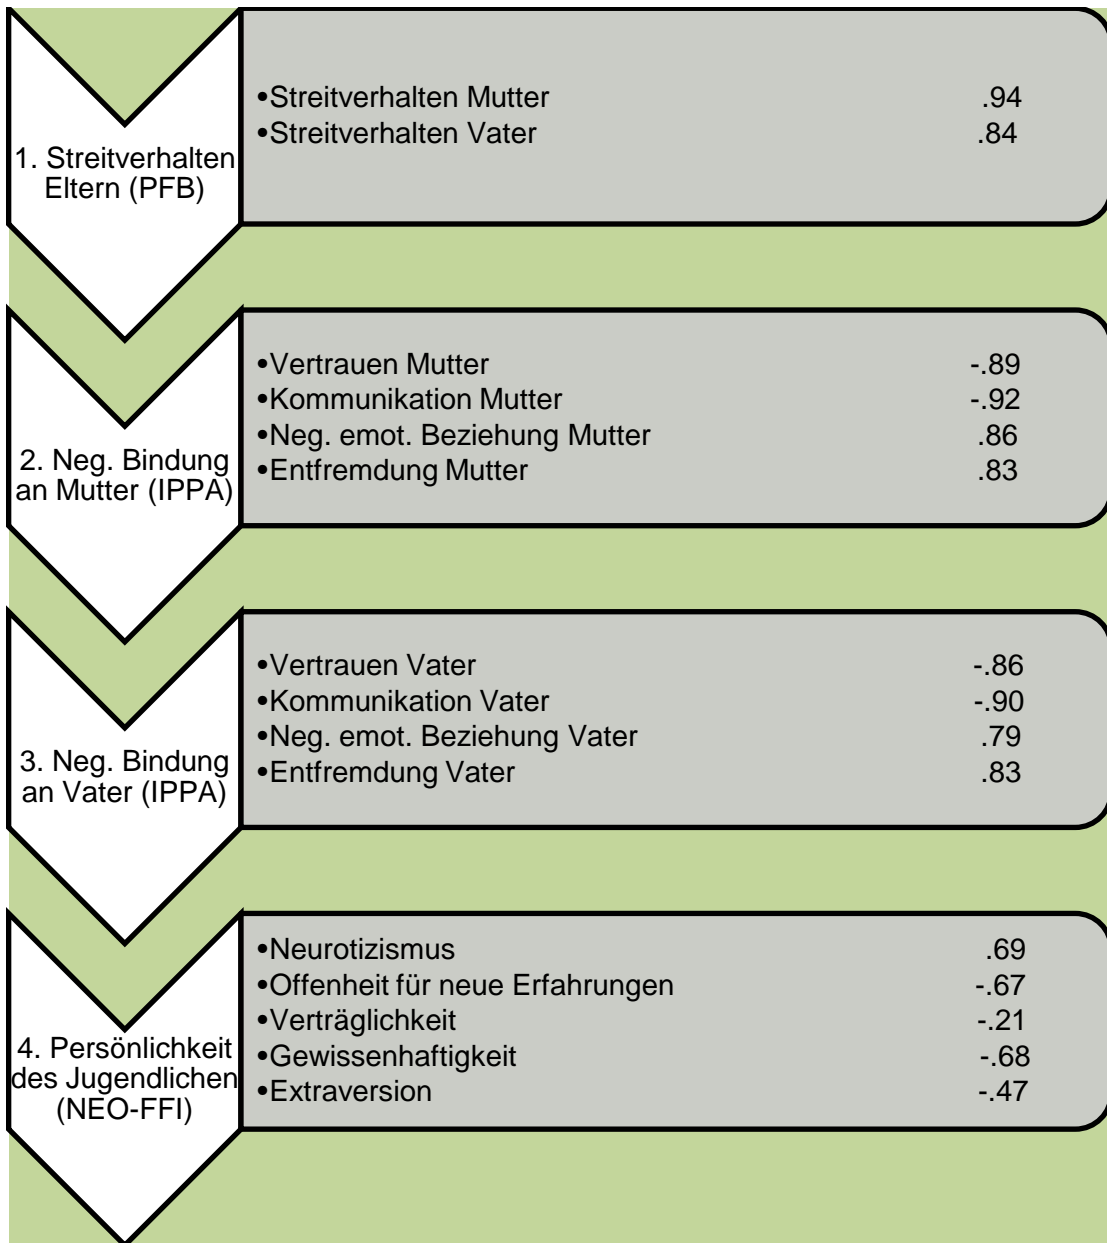 1. Streitverhalten
Eltern (PFB)
•Streitverhalten Mutter .94
•Streitverhalten Vater .84
2. Neg. Bindung
an Mutter (IPPA)
•Vertrauen Mutter -.89
•Kommunikation Mutter -.92
•Neg. emot. Beziehung Mutter .86
•Entfremdung Mutter .83
3. Neg. Bindung
an Vater (IPPA)
•Vertrauen Vater -.86
•Kommunikation Vater -.90
•Neg. emot. Beziehung Vater .79
•Entfremdung Vater .83
4. Persönlichkeit
des Jugendlichen
(NEO-FFI)
•Neurotizismus .69
•Offenheit für neue Erfahrungen -.67
•Verträglichkeit -.21
•Gewissenhaftigkeit -.68
•Extraversion -.47